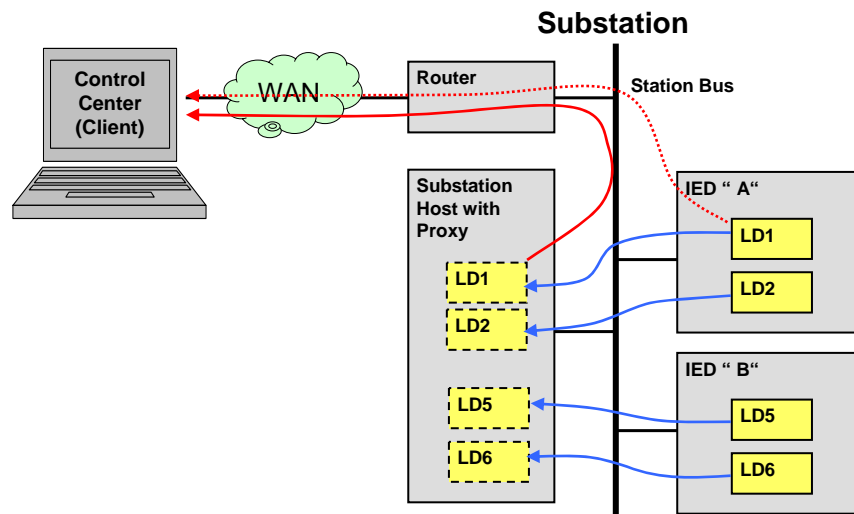 Substation
Control
Center
(Client)
WAN
Router
Station Bus
Substation
Host with
Proxy
LD1
LD2
LD5
LD6
IED “ A“
LD1
LD2
IED “ B“
LD5
LD6